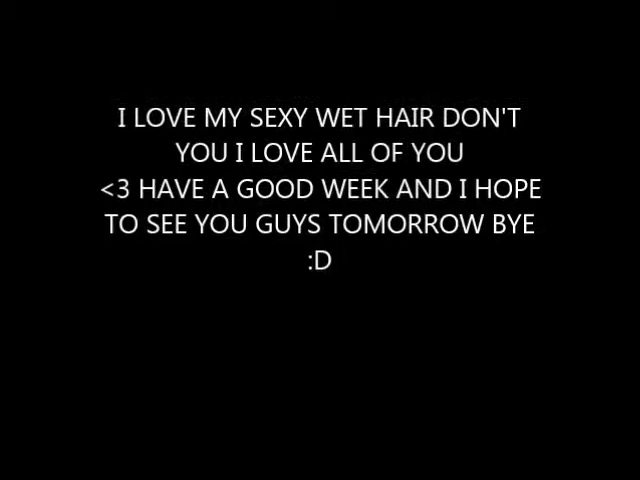 I LOVE MY SEXY WET HAIR DON'T
YOU I LOVE ALL OF YOU
<3 HAVE A GOOD WEEK AND I HOPE
TO SEE YOU GUYS TOMORROW BYE
:D